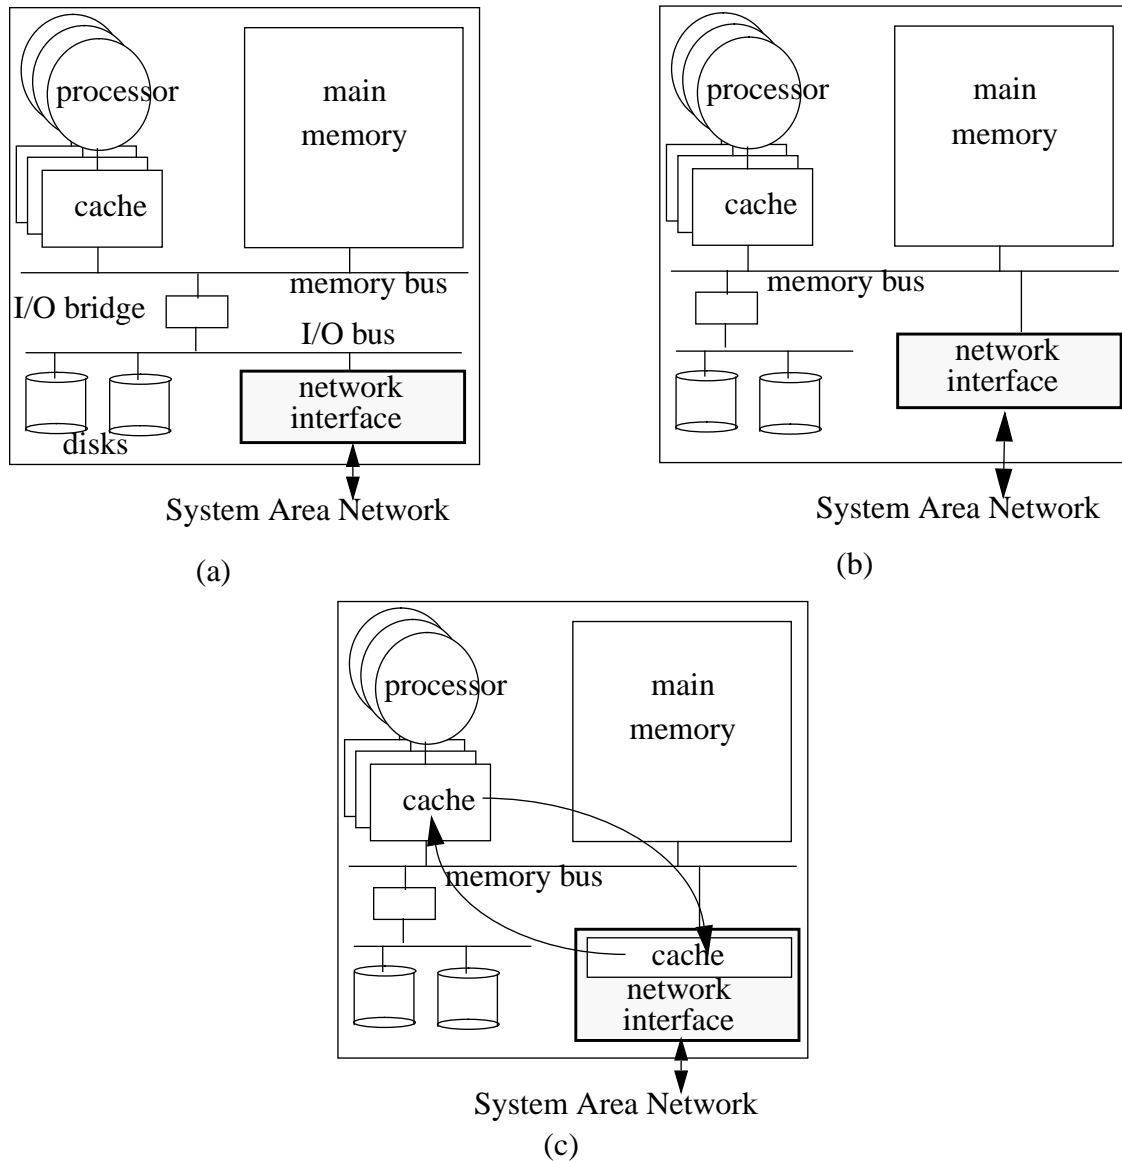 processor
main
memory
cache
memory bus
I/O bridge
I/O bus
network
interface
disks
System Area Network
(a)
processor
main
memory
cache
memory bus
network
interface
System Area Network
(b)
processor
main
memory
cache
memory bus
cache
network
interface
System Area Network
(c)